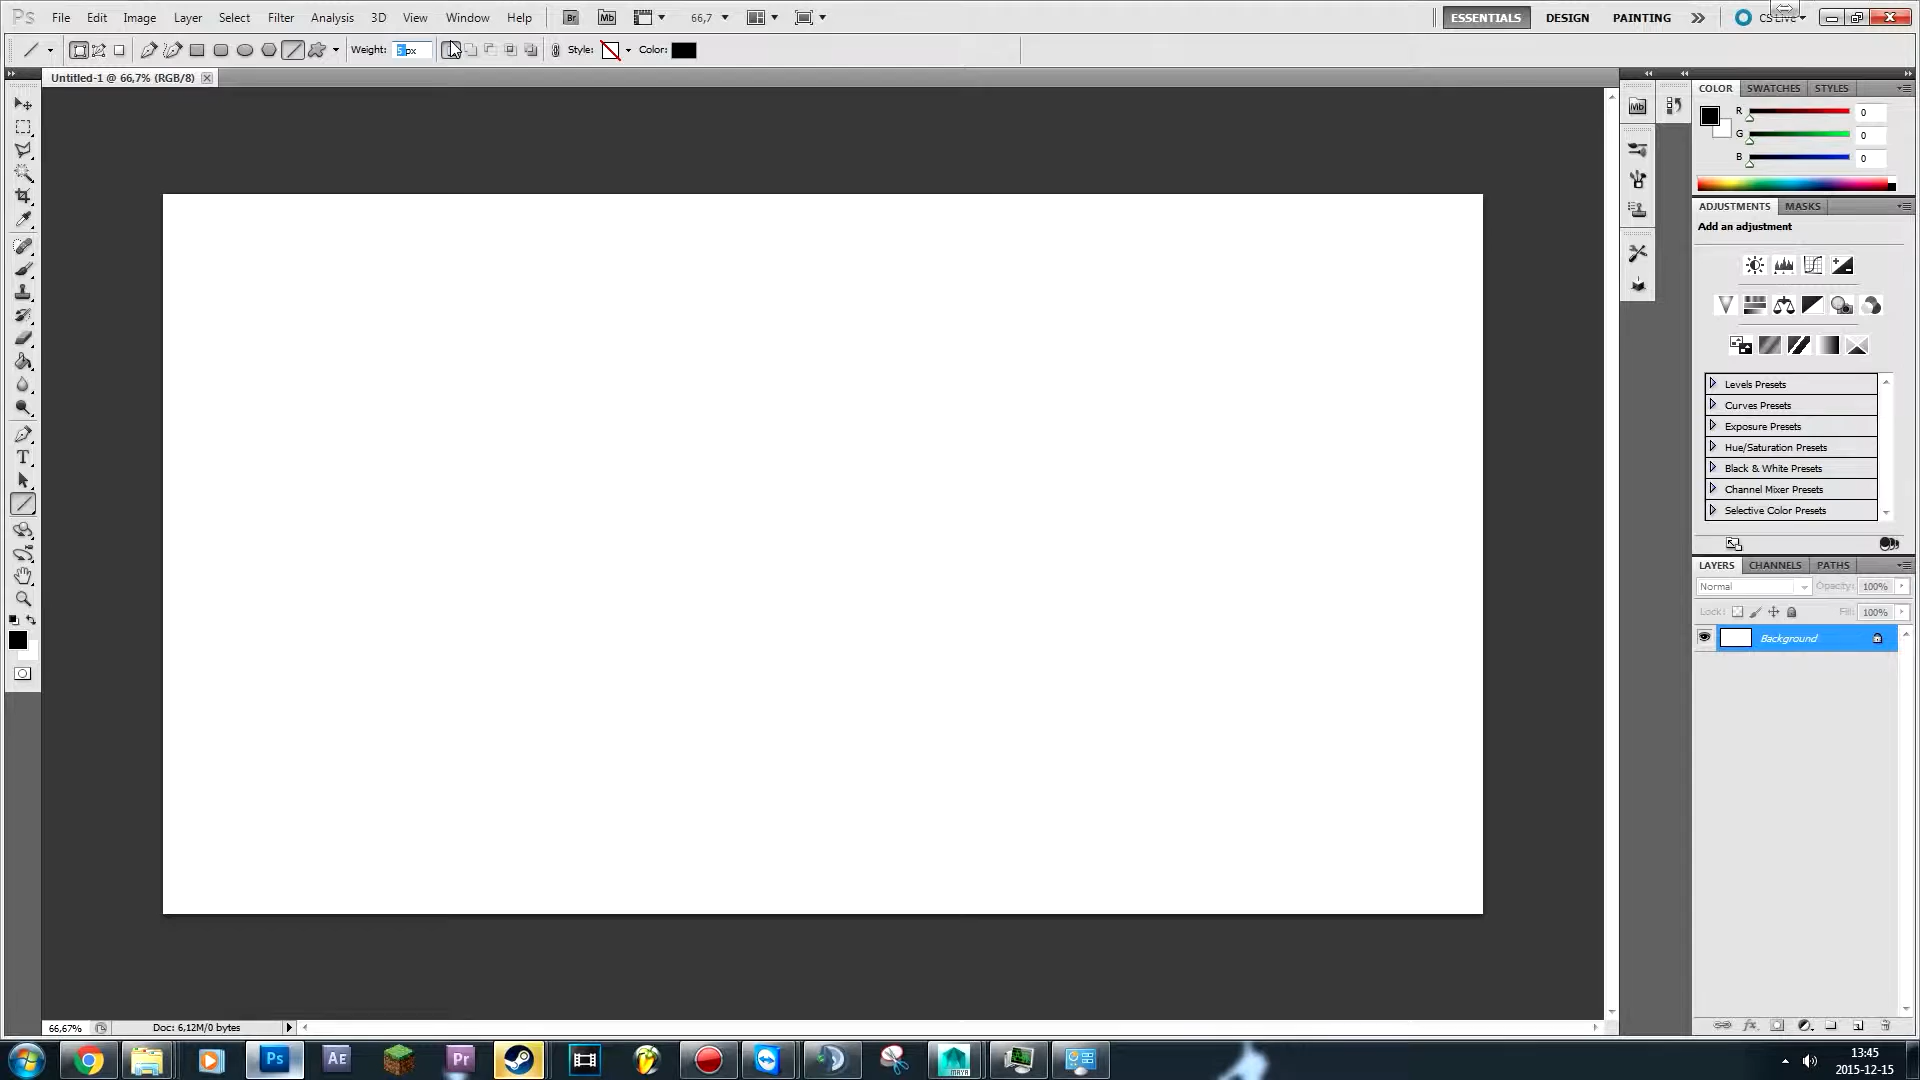 Ps File Edit Image Layer Select Filter Analysis 3D View Window Help Br Mb 66,7 ESSENTIALS DESIGN PAINTING CS Live
Weight: 5 px Style: Color:
Untitled-1 @ 66,7% (RGB/8)
Mb
COLOR SWATCHES STYLES
R 0
G 0
B 0
ADJUSTMENTS MASKS
Add an adjustment
Levels Presets
Curves Presets
Exposure Presets
Hue/Saturation Presets
Black & White Presets
Channel Mixer Presets
Selective Color Presets
LAYERS CHANNELS PATHS
Normal Opacity: 100%
Lock: Fill: 100%
Background
T
66,67% Doc: 6,12M/0 bytes
Ps AE Pr MAYA
13:45
2015-12-15